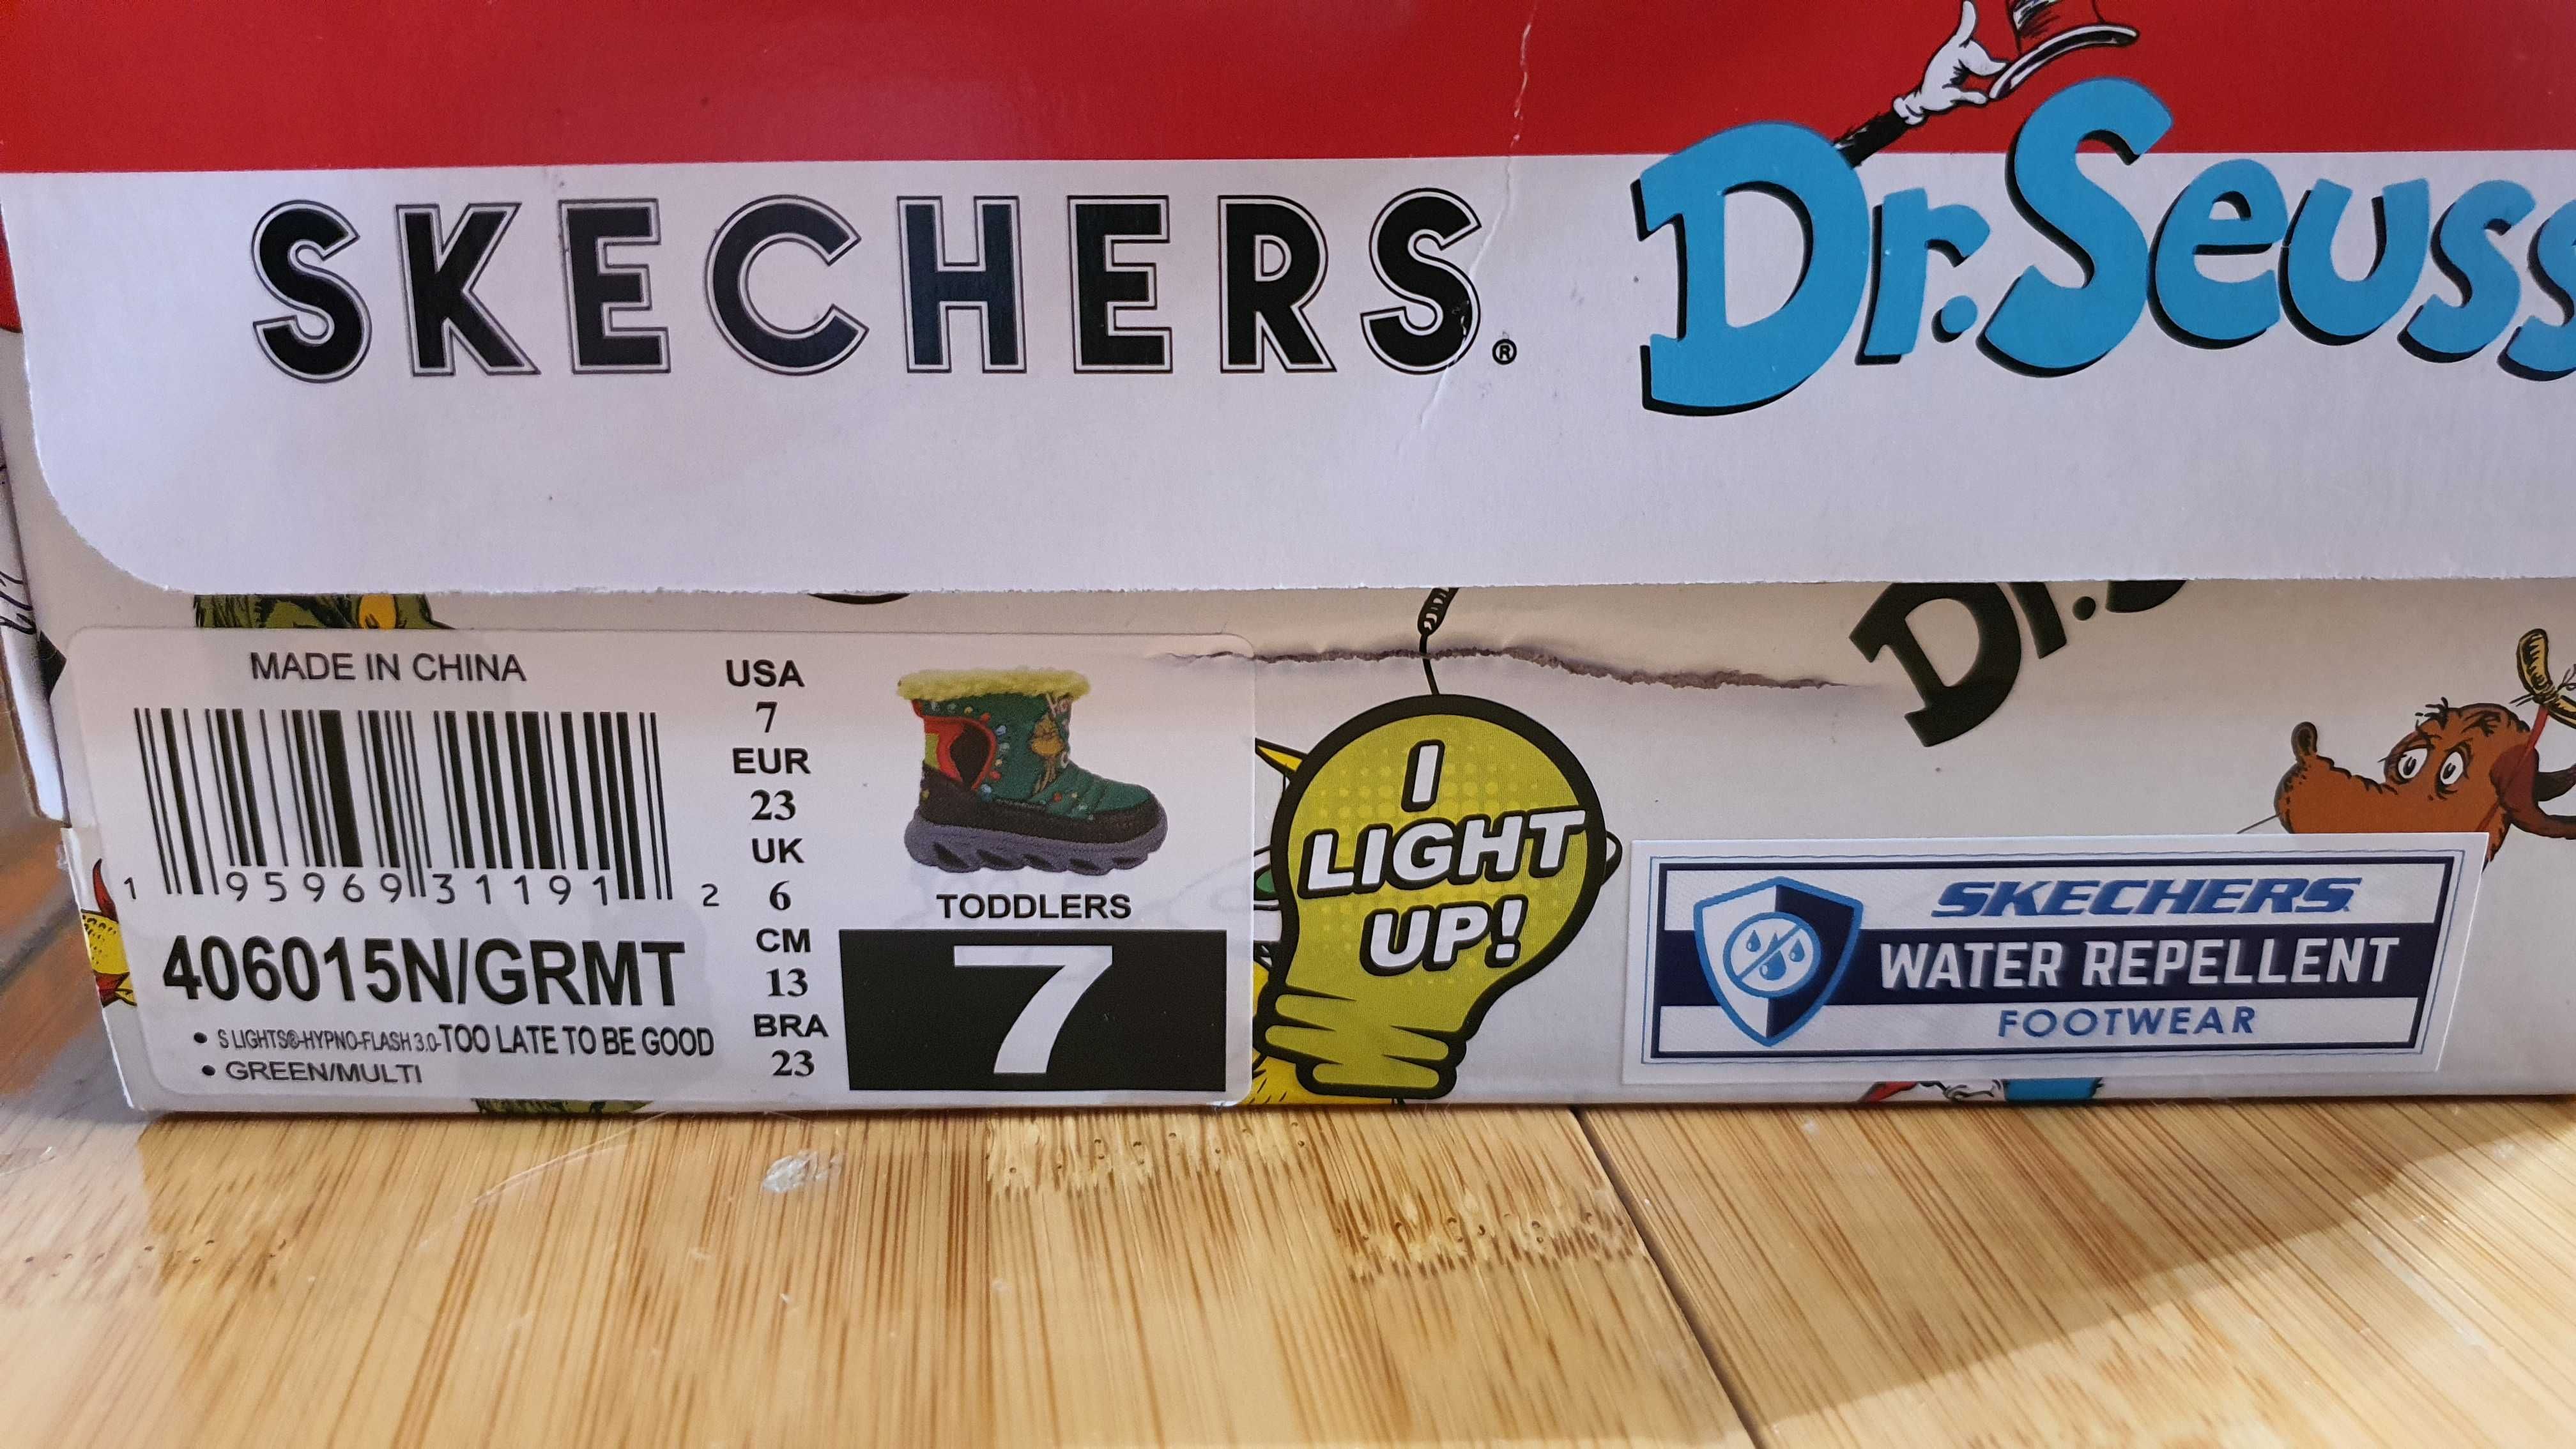 SKECHERS®
Dr. Seuss
MADE IN CHINA
1 95969 31191 2
406015N/GRMT
• S LIGHTS®-HYPNO-FLASH 3.0-TOO LATE TO BE GOOD
• GREEN/MULTI
USA
7
EUR
23
UK
6
CM
13
BRA
23
TODDLERS
7
I
LIGHT
UP!
Dr.
SKECHERS
WATER REPELLENT
FOOTWEAR